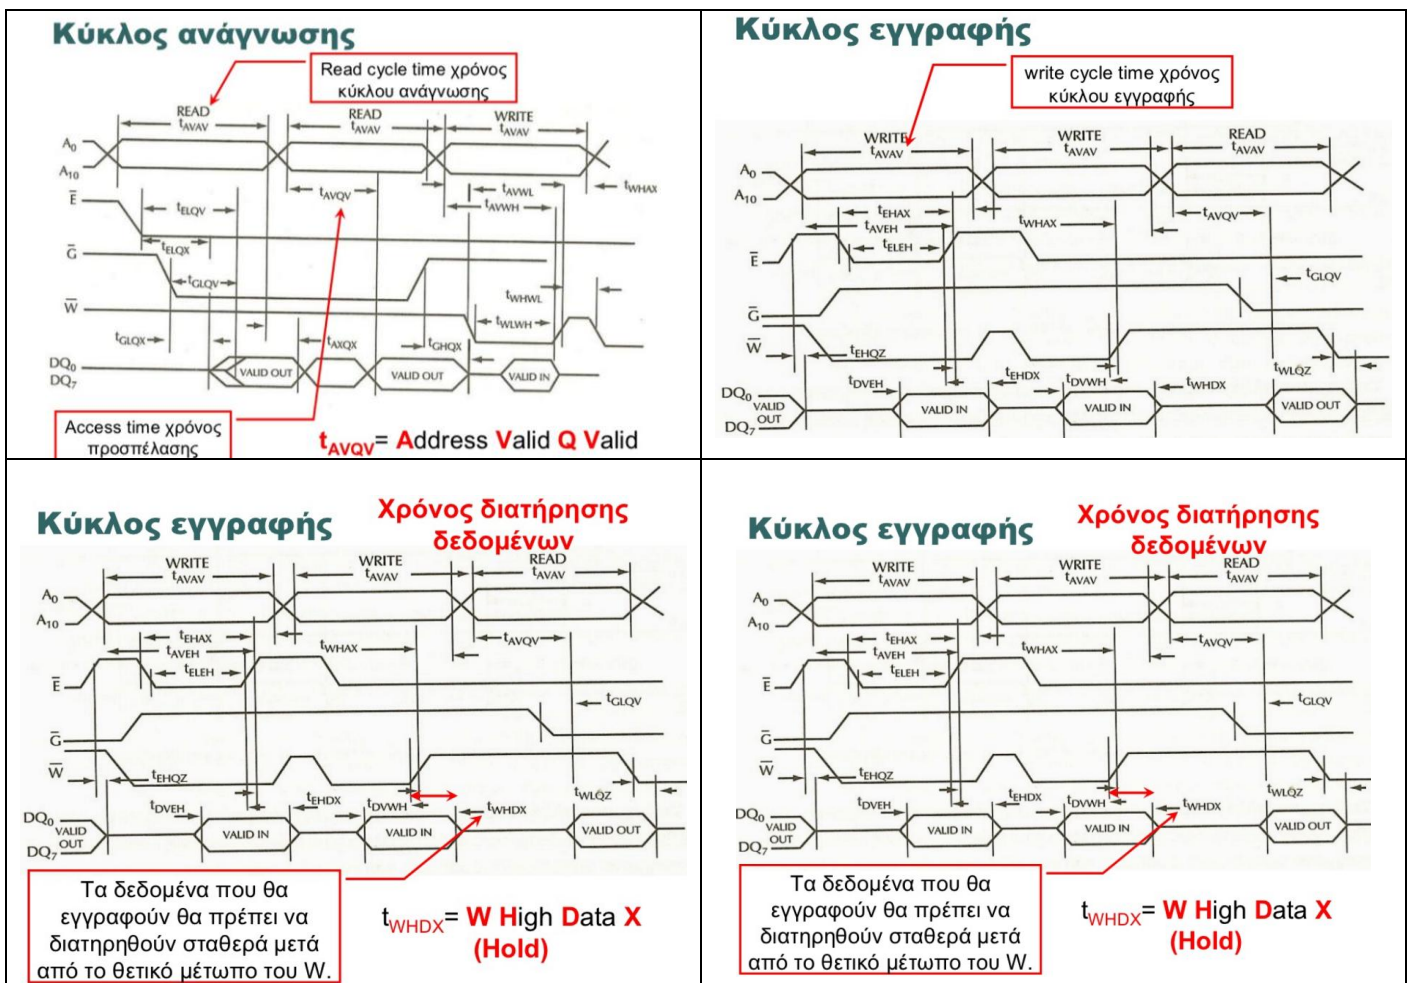 Κύκλος ανάγνωσης
Read cycle time χρόνος
κύκλου ανάγνωσης
READ
tAVAV
READ
tAVAV
WRITE
tAVAV
A0
A10
tAVQV
tAVWL
tWHAX
tAVWH
E
tELQV
tELQX
G
tGLQV
tWHWL
W
tWLWH
tGLQX
tAXQX
tGHQX
DQ0
DQ7
VALID OUT
VALID OUT
VALID IN
Access time χρόνος
προσπέλασης
tAVQV= Address Valid Q Valid
Κύκλος εγγραφής
write cycle time χρόνος
κύκλου εγγραφής
WRITE
tAVAV
WRITE
tAVAV
READ
tAVAV
A0
A10
tEHAX
tAVEH
tWHAX
tAVQV
tELEH
E
tGLQV
G
W
tEHQZ
tWLQZ
tDVEH
tEHDX
tDVWH
tWHDX
DQ0
VALID
OUT
DQ7
VALID IN
VALID IN
VALID OUT
Κύκλος εγγραφής
Χρόνος διατήρησης
δεδομένων
WRITE
tAVAV
WRITE
tAVAV
READ
tAVAV
A0
A10
tEHAX
tAVEH
tWHAX
tAVQV
tELEH
E
tGLQV
G
W
tEHQZ
tWLQZ
tDVEH
tEHDX
tDVWH
tWHDX
DQ0
VALID
OUT
DQ7
VALID IN
VALID IN
VALID OUT
Τα δεδομένα που θα
εγγραφούν θα πρέπει να
διατηρηθούν σταθερά μετά
από το θετικό μέτωπο του W.
tWHDX= W High Data X
(Hold)
Κύκλος εγγραφής
Χρόνος διατήρησης
δεδομένων
WRITE
tAVAV
WRITE
tAVAV
READ
tAVAV
A0
A10
tEHAX
tAVEH
tWHAX
tAVQV
tELEH
E
tGLQV
G
W
tEHQZ
tWLQZ
tDVEH
tEHDX
tDVWH
tWHDX
DQ0
VALID
OUT
DQ7
VALID IN
VALID IN
VALID OUT
Τα δεδομένα που θα
εγγραφούν θα πρέπει να
διατηρηθούν σταθερά μετά
από το θετικό μέτωπο του W.
tWHDX= W High Data X
(Hold)